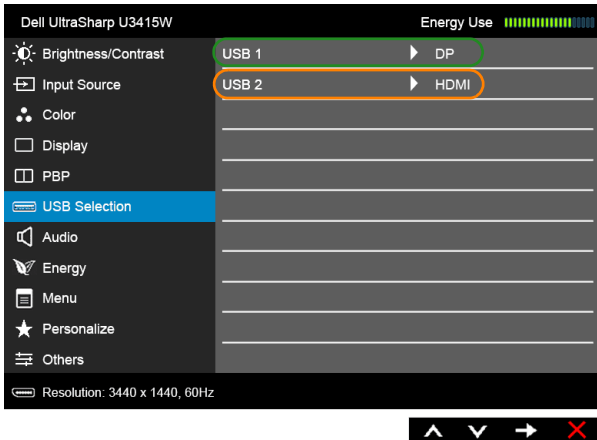 Dell UltraSharp U3415W Energy Use
Brightness/Contrast USB 1 DP
Input Source USB 2 HDMI
Color
Display
PBP
USB Selection
Audio
Energy
Menu
Personalize
Others
Resolution: 3440 x 1440, 60Hz